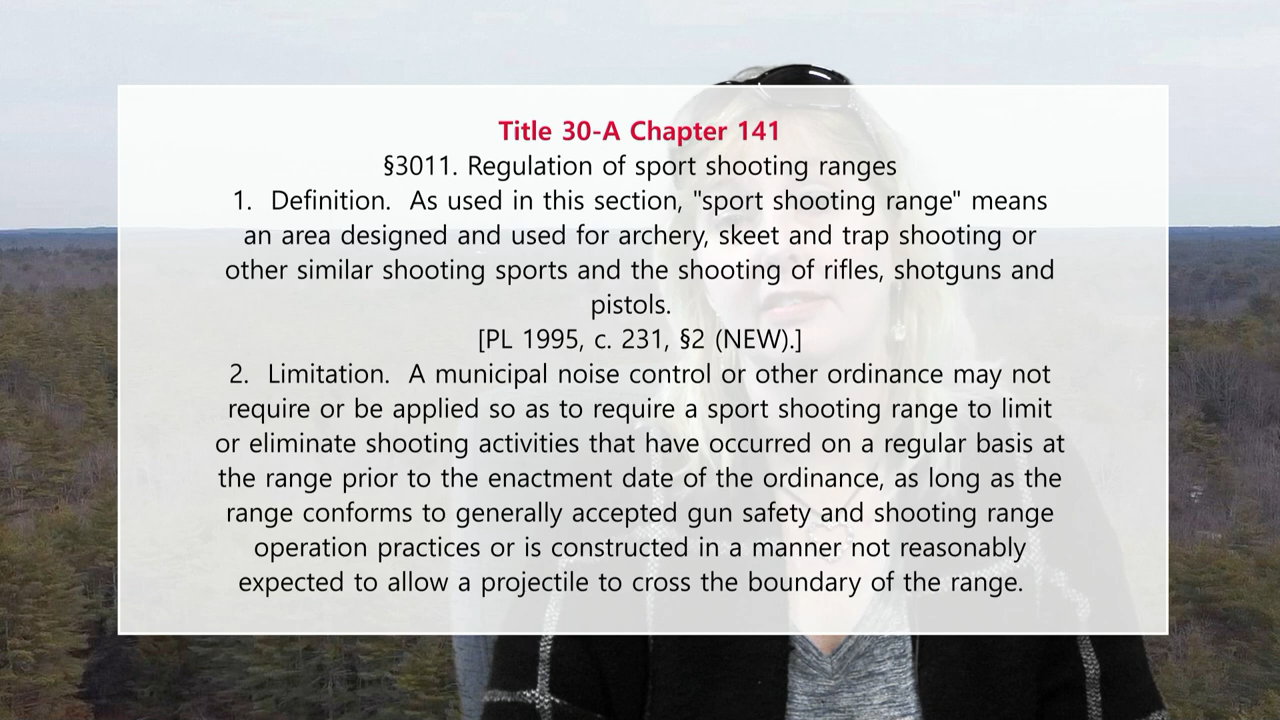 Title 30-A Chapter 141
§3011. Regulation of sport shooting ranges
1.  Definition.  As used in this section, "sport shooting range" means
an area designed and used for archery, skeet and trap shooting or
other similar shooting sports and the shooting of rifles, shotguns and
pistols.
[PL 1995, c. 231, §2 (NEW).]
2.  Limitation.  A municipal noise control or other ordinance may not
require or be applied so as to require a sport shooting range to limit
or eliminate shooting activities that have occurred on a regular basis at
the range prior to the enactment date of the ordinance, as long as the
range conforms to generally accepted gun safety and shooting range
operation practices or is constructed in a manner not reasonably
expected to allow a projectile to cross the boundary of the range.